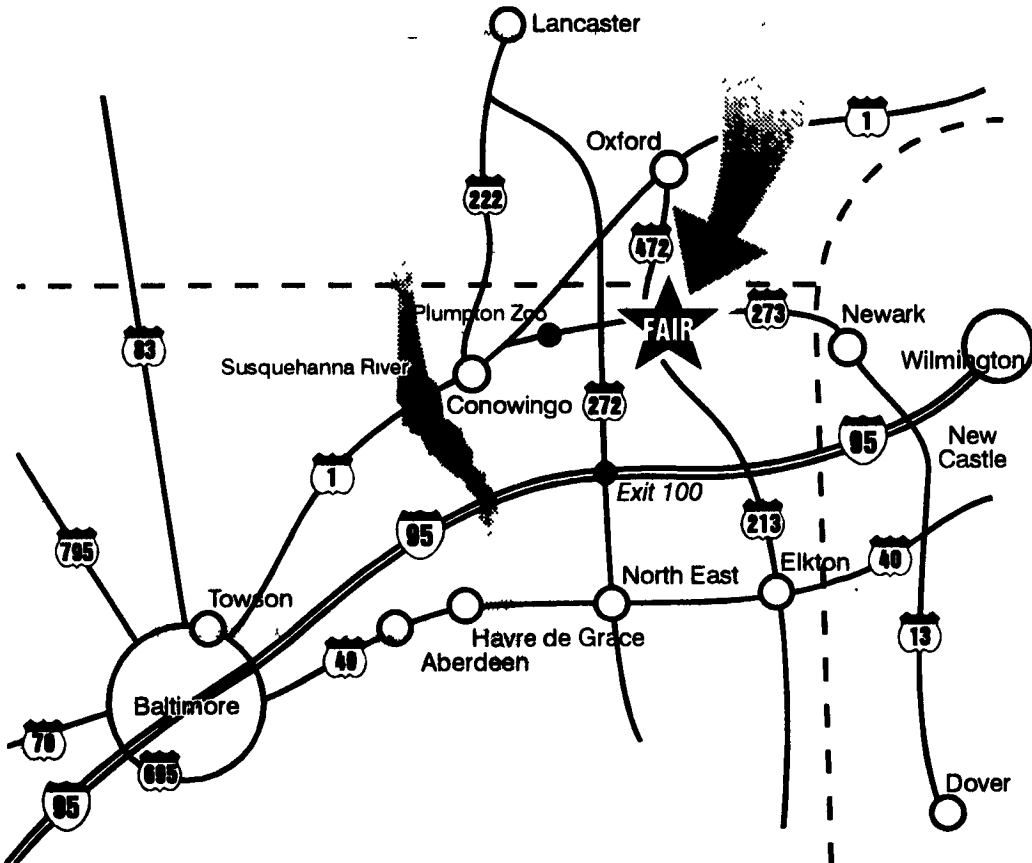 Lancaster
1
Oxford
222
472
Plumpton Zoo
FAIR
273
Newark
83
Wilmington
Susquehanna River
Conowingo
272
95
New
Castle
1
Exit 100
213
95
795
40
Elkton
North East
Towson
Havre de Grace
13
40
Aberdeen
Baltimore
70
695
95
Dover